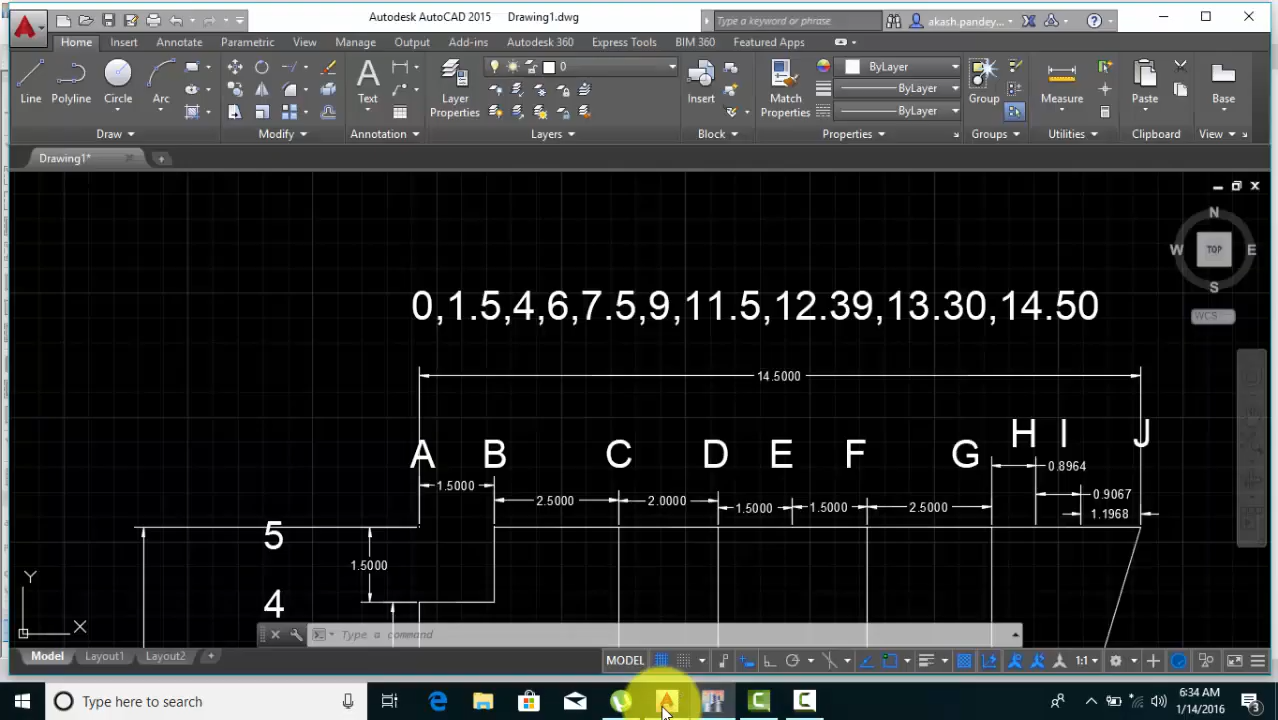 Autodesk AutoCAD 2015 Drawing1.dwg
Type a keyword or phrase
akash.pandey...
Home Insert Annotate Parametric View Manage Output Add-ins Autodesk 360 Express Tools BIM 360 Featured Apps
0
ByLayer
ByLayer
ByLayer
Line Polyline Circle Arc Text Layer Properties Insert Match Properties Group Measure Paste Base
Draw Modify Annotation Layers Block Properties Groups Utilities Clipboard View
Drawing1*
N
W TOP E
S
WCS
0,1.5,4,6,7.5,9,11.5,12.39,13.30,14.50
14.5000
A B C D E F G H I J
0.8964
1.5000
2.5000 2.0000 1.5000 1.5000 2.5000
0.9067
1.1968
5
1.5000
4
Y
X
Type a command
Model Layout1 Layout2 +
MODEL
1:1
Type here to search
6:34 AM
1/14/2016
3